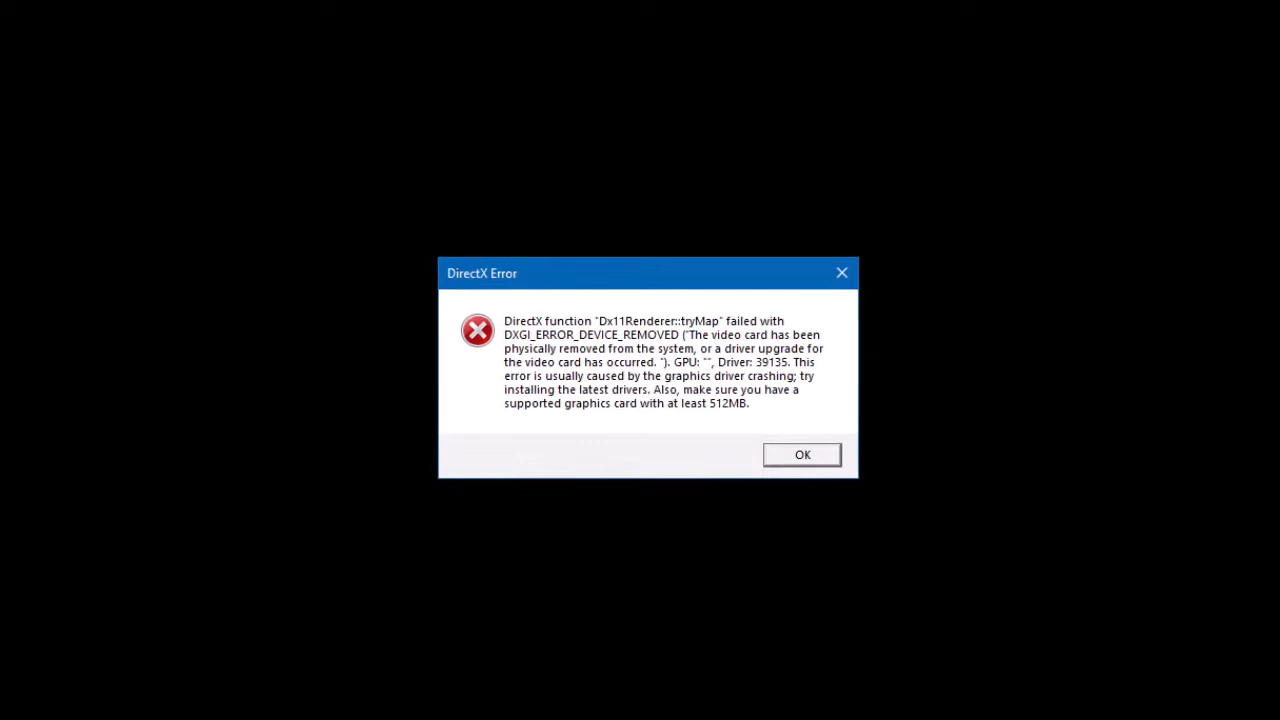 DirectX Error
DirectX function "Dx11Renderer::tryMap" failed with
DXGI_ERROR_DEVICE_REMOVED ("The video card has been
physically removed from the system, or a driver upgrade for
the video card has occurred. "). GPU: "", Driver: 39135. This
error is usually caused by the graphics driver crashing; try
installing the latest drivers. Also, make sure you have a
supported graphics card with at least 512MB.
OK